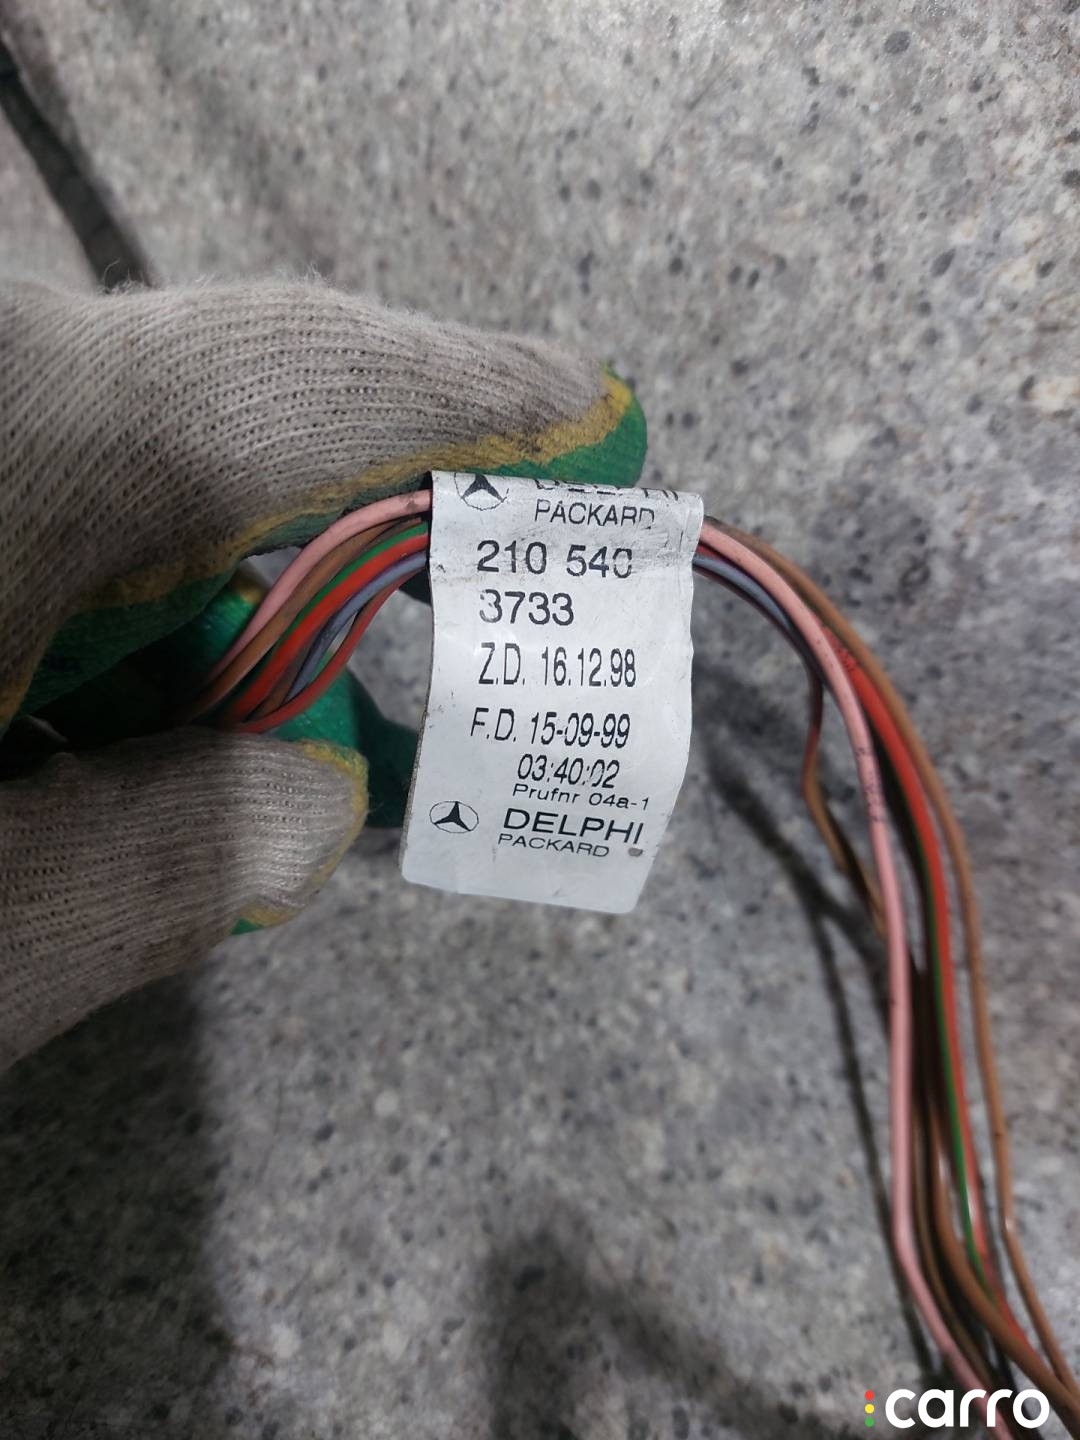 DELPHI
PACKARD
210 540
3733
Z.D. 16.12.98
F.D. 15-09-99
03:40:02
Prufnr 04a-1
DELPHI
PACKARD
carro